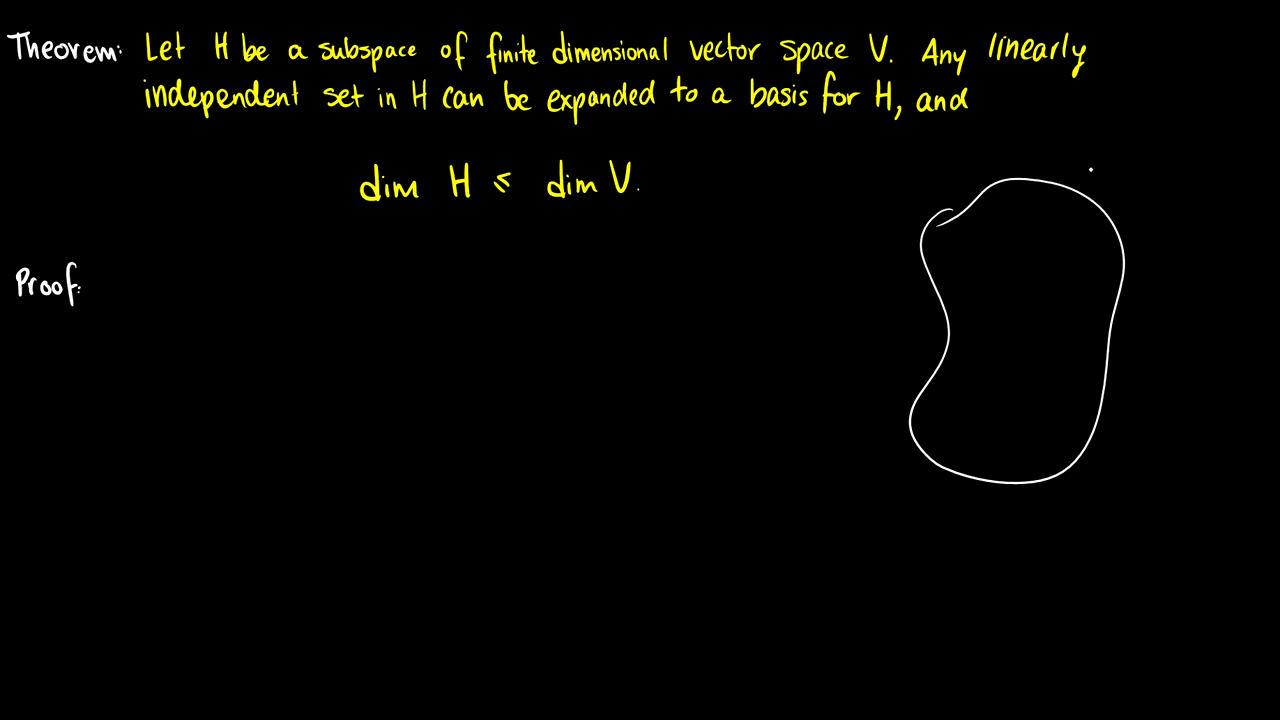 Theorem: Let H be a subspace of finite dimensional vector space V. Any linearly
independent set in H can be expanded to a basis for H, and
dim H ≤ dim V.
Proof: